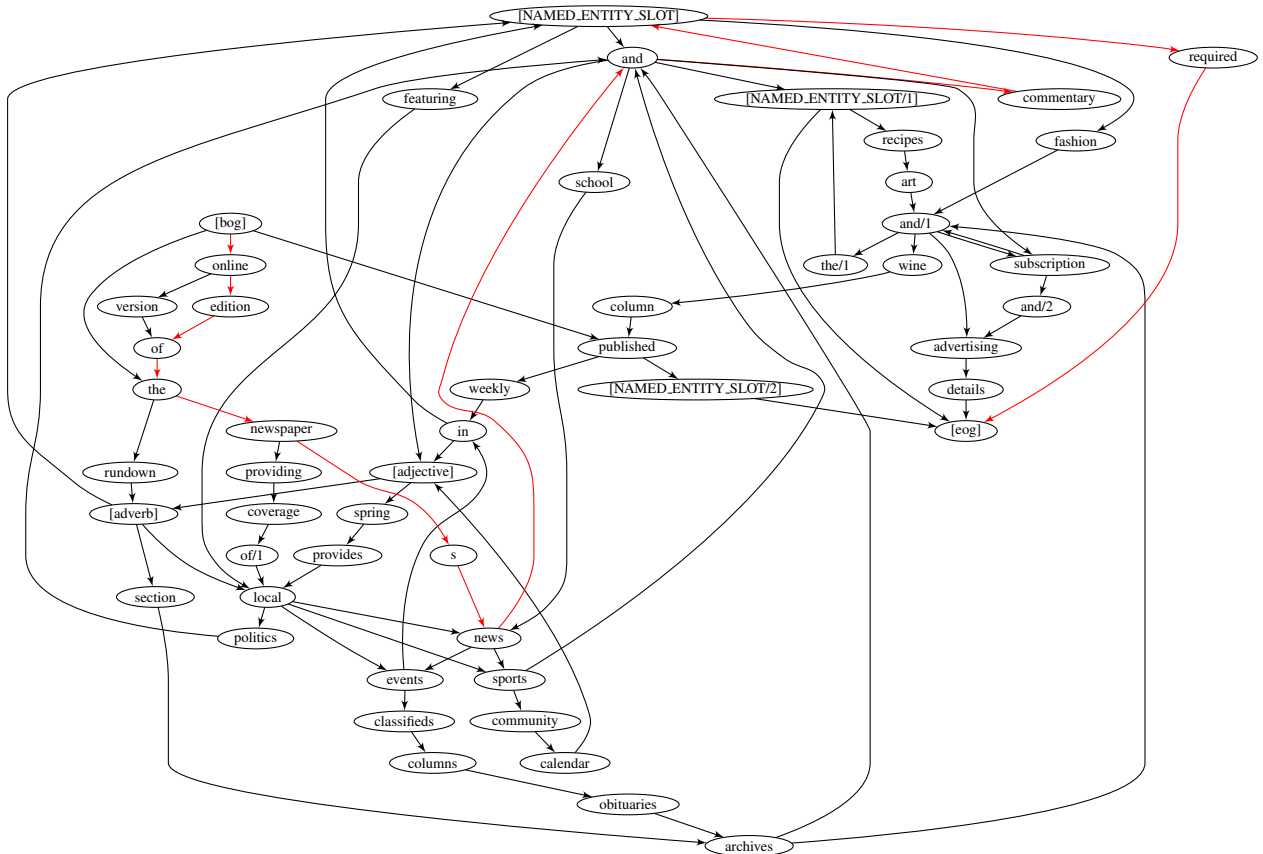 [NAMED_ENTITY_SLOT]
and
required
featuring
[NAMED_ENTITY_SLOT/1]
commentary
recipes
fashion
school
art
[bog]
and/1
online
the/1
wine
subscription
version
edition
column
and/2
of
published
advertising
the
weekly
[NAMED_ENTITY_SLOT/2]
details
newspaper
in
[eog]
rundown
providing
[adjective]
[adverb]
coverage
spring
of/1
provides
s
section
local
politics
news
events
sports
classifieds
community
columns
calendar
obituaries
archives